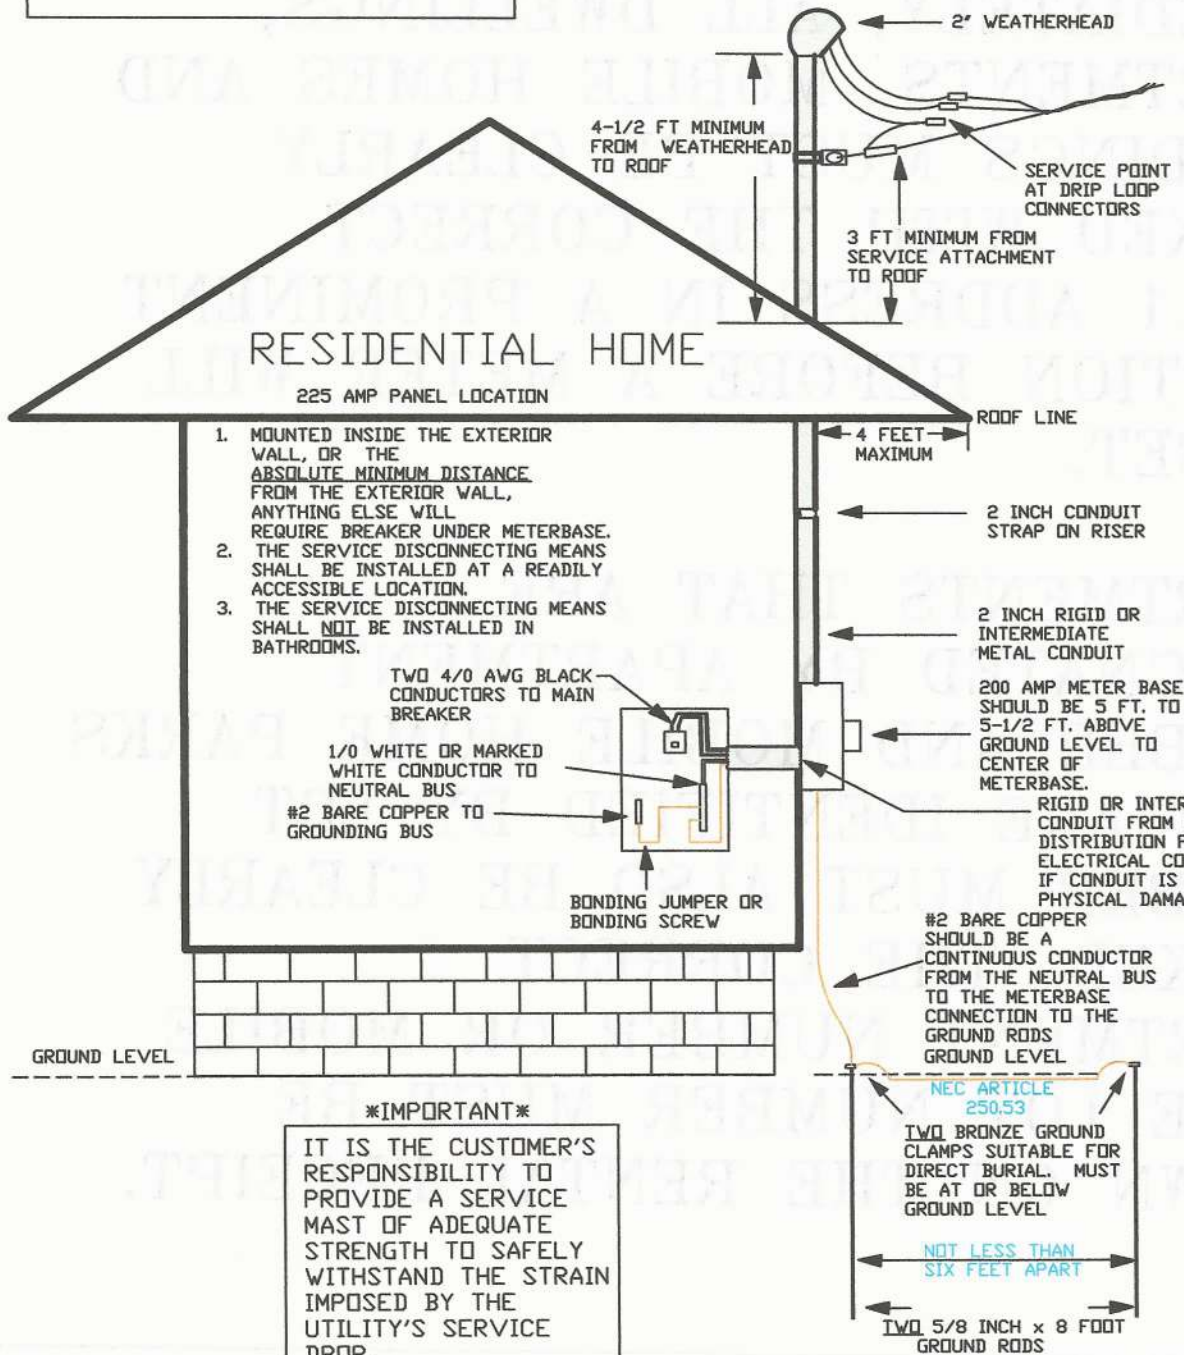 2" WEATHERHEAD
4-1/2 FT MINIMUM
FROM WEATHERHEAD
TO ROOF
SERVICE POINT
AT DRIP LOOP
CONNECTORS
3 FT MINIMUM FROM
SERVICE ATTACHMENT
TO ROOF
RESIDENTIAL HOME
225 AMP PANEL LOCATION
ROOF LINE
4 FEET
MAXIMUM
1. MOUNTED INSIDE THE EXTERIOR
WALL, OR THE
ABSOLUTE MINIMUM DISTANCE
FROM THE EXTERIOR WALL,
ANYTHING ELSE WILL
REQUIRE BREAKER UNDER METERBASE.
2. THE SERVICE DISCONNECTING MEANS
SHALL BE INSTALLED AT A READILY
ACCESSIBLE LOCATION.
3. THE SERVICE DISCONNECTING MEANS
SHALL NOT BE INSTALLED IN
BATHROOMS.
2 INCH CONDUIT
STRAP ON RISER
2 INCH RIGID OR
INTERMEDIATE
METAL CONDUIT
TWO 4/0 AWG BLACK
CONDUCTORS TO MAIN
BREAKER
1/0 WHITE OR MARKED
WHITE CONDUCTOR TO
NEUTRAL BUS
#2 BARE COPPER TO
GROUNDING BUS
BONDING JUMPER OR
BONDING SCREW
200 AMP METER BASE
SHOULD BE 5 FT. TO
5-1/2 FT. ABOVE
GROUND LEVEL TO
CENTER OF
METERBASE.
RIGID OR INTER
CONDUIT FROM
DISTRIBUTION
ELECTRICAL CO
IF CONDUIT IS
PHYSICAL DAMA
#2 BARE COPPER
SHOULD BE A
CONTINUOUS CONDUCTOR
FROM THE NEUTRAL BUS
TO THE METERBASE
CONNECTION TO THE
GROUND RODS
GROUND LEVEL
GROUND LEVEL
NEC ARTICLE
250.53
TWO BRONZE GROUND
CLAMPS SUITABLE FOR
DIRECT BURIAL. MUST
BE AT OR BELOW
GROUND LEVEL
NOT LESS THAN
SIX FEET APART
TWO 5/8 INCH x 8 FOOT
GROUND RODS
*IMPORTANT*
IT IS THE CUSTOMER'S
RESPONSIBILITY TO
PROVIDE A SERVICE
MAST OF ADEQUATE
STRENGTH TO SAFELY
WITHSTAND THE STRAIN
IMPOSED BY THE
UTILITY'S SERVICE
DROP